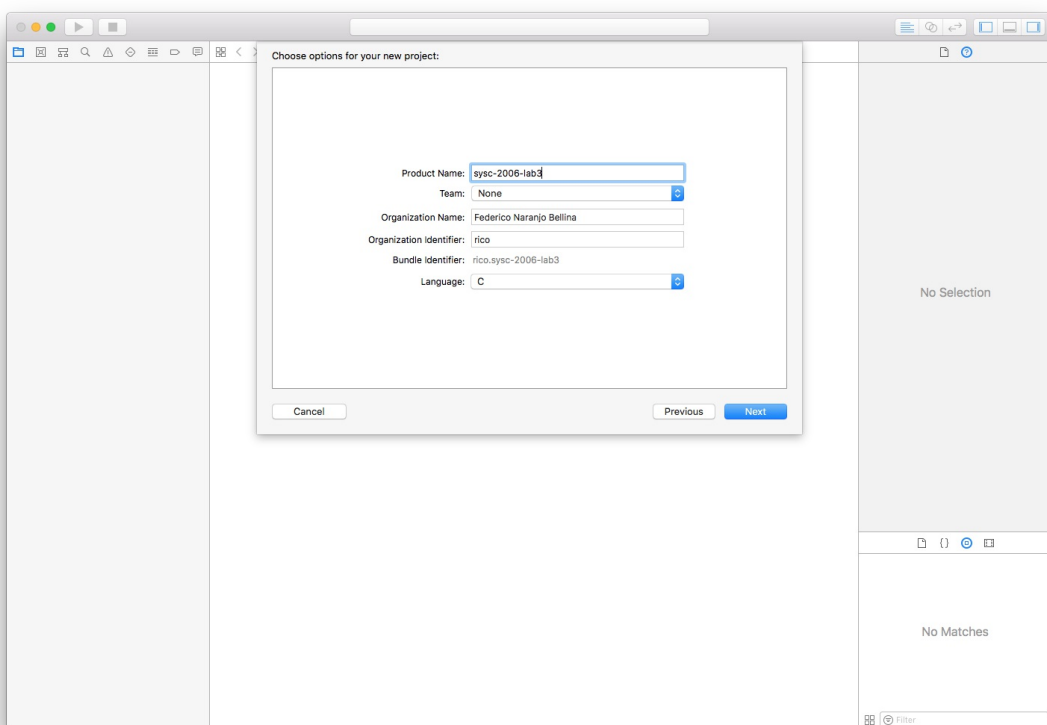 Choose options for your new project:
Product Name: sysc-2006-lab3
Team: None
Organization Name: Federico Naranjo Bellina
Organization Identifier: rico
Bundle Identifier: rico.sysc-2006-lab3
Language: C
Cancel Previous Next
No Selection
No Matches
Filter